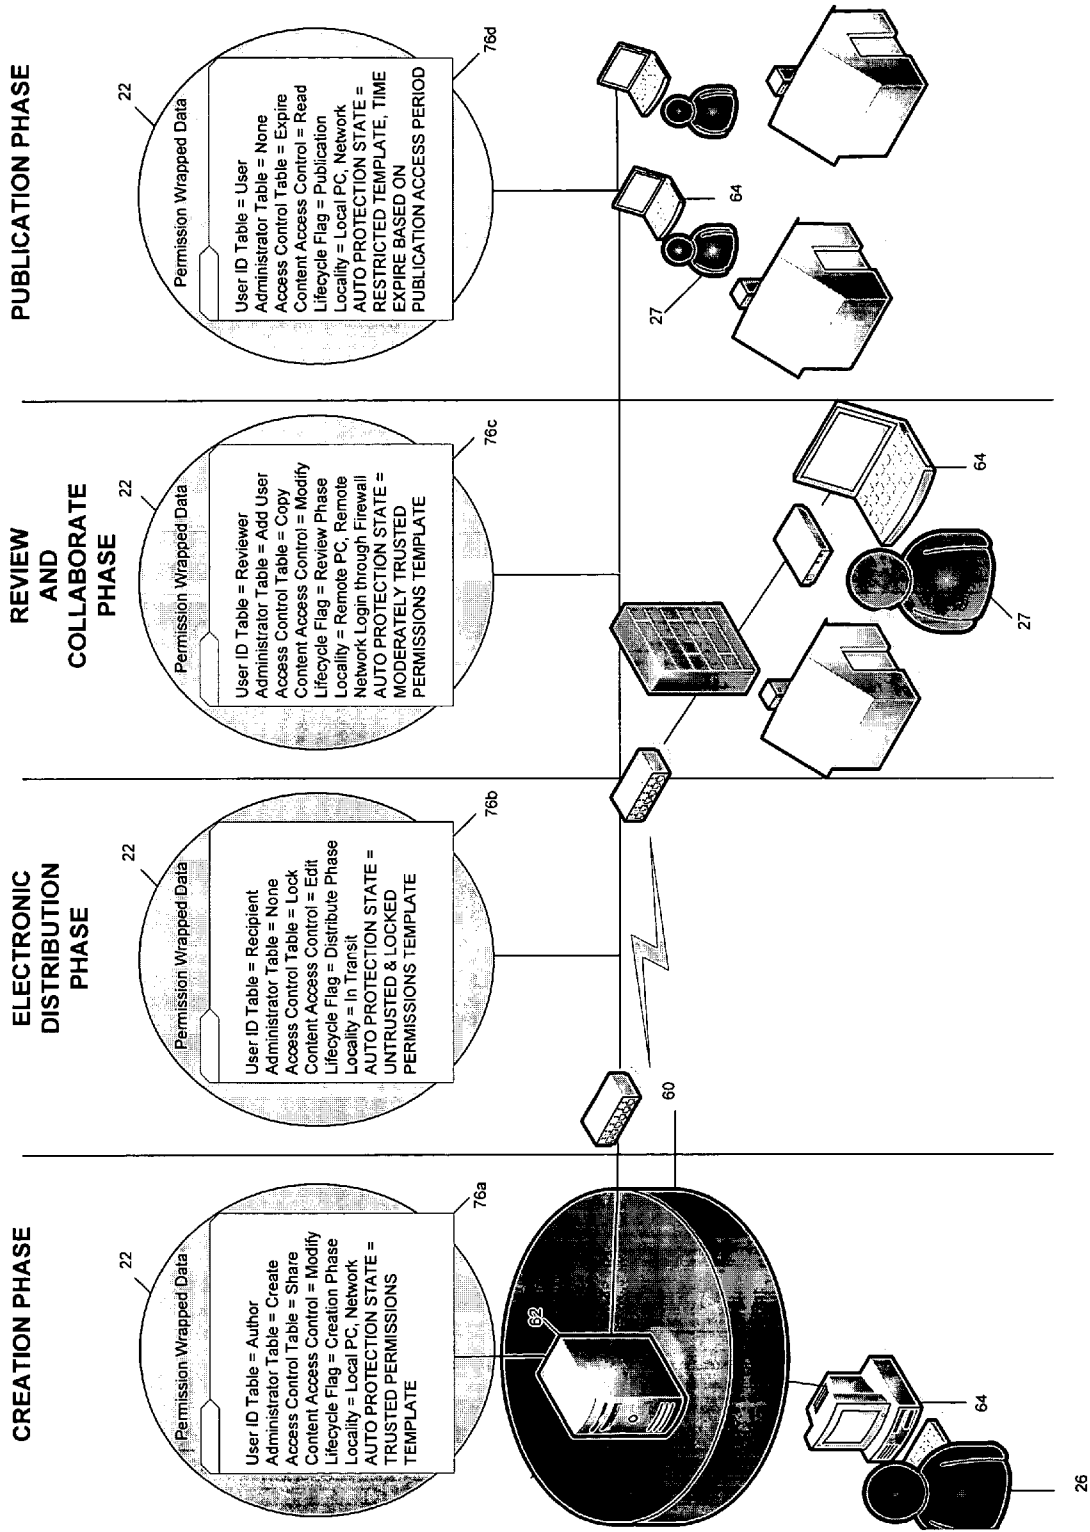 CREATION PHASE
22
Permission Wrapped Data
User ID Table = Author
Administrator Table = Create
Access Control Table = Share
Content Access Control = Modify
Lifecycle Flag = Creation Phase
Locality = Local PC, Network
AUTO PROTECTION STATE =
TRUSTED PERMISSIONS
TEMPLATE
76a
62
60
64
26
ELECTRONIC
DISTRIBUTION
PHASE
22
Permission Wrapped Data
User ID Table = Recipient
Administrator Table = None
Access Control Table = Lock
Content Access Control = Edit
Lifecycle Flag = Distribute Phase
Locality = In Transit
AUTO PROTECTION STATE =
UNTRUSTED & LOCKED
PERMISSIONS TEMPLATE
76b
REVIEW
AND
COLLABORATE
PHASE
22
Permission Wrapped Data
User ID Table = Reviewer
Administrator Table = Add User
Access Control Table = Copy
Content Access Control = Modify
Lifecycle Flag = Review Phase
Locality = Remote PC, Remote
Network Login through Firewall
AUTO PROTECTION STATE =
MODERATELY TRUSTED
PERMISSIONS TEMPLATE
76c
64
27
PUBLICATION PHASE
22
Permission Wrapped Data
User ID Table = User
Administrator Table = None
Access Control Table = Expire
Content Access Control = Read
Lifecycle Flag = Publication
Locality = Local PC, Network
AUTO PROTECTION STATE =
RESTRICTED TEMPLATE, TIME
EXPIRE BASED ON
PUBLICATION ACCESS PERIOD
76d
64
27